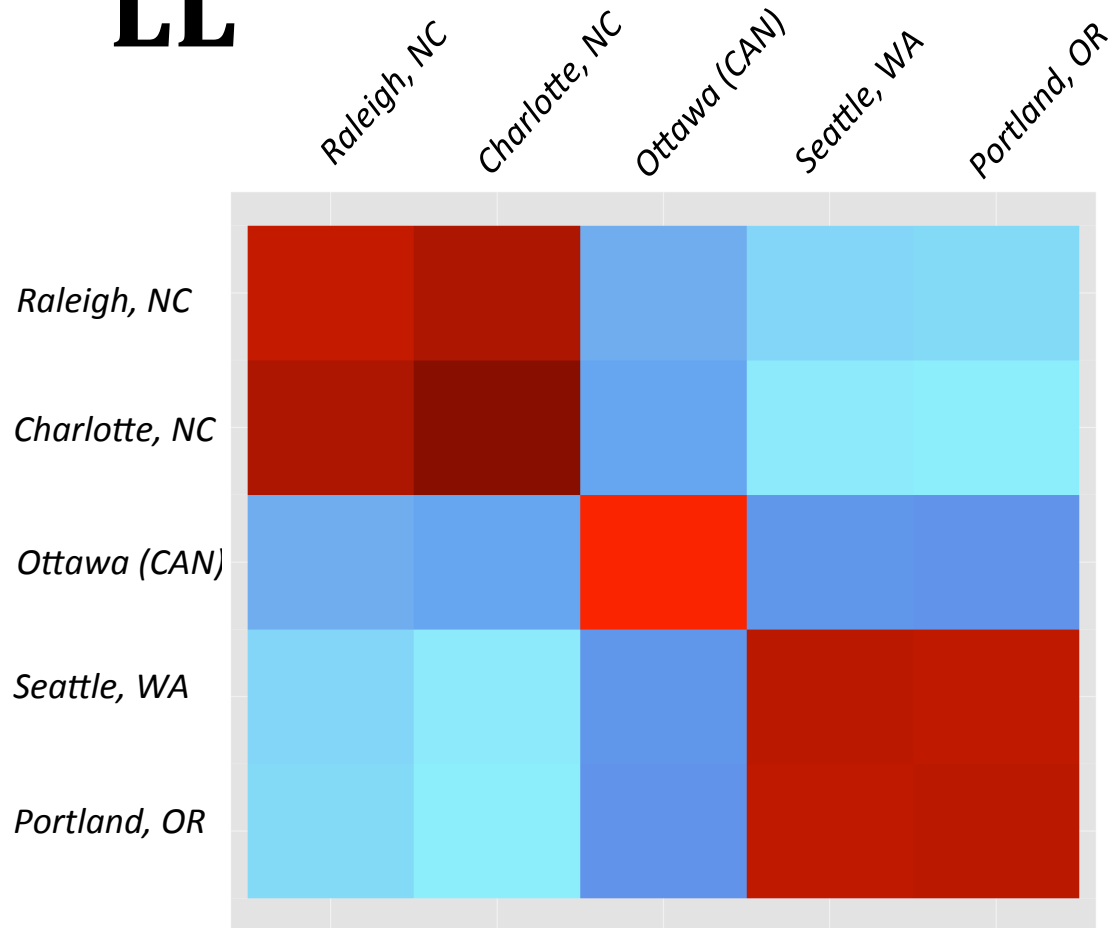 LL
Raleigh, NC
Charlotte, NC
Ottawa (CAN)
Seattle, WA
Portland, OR
Raleigh, NC
Charlotte, NC
Ottawa (CAN)
Seattle, WA
Portland, OR